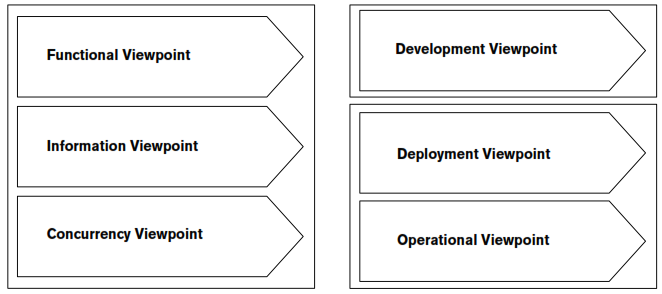 Functional Viewpoint
Information Viewpoint
Concurrency Viewpoint
Development Viewpoint
Deployment Viewpoint
Operational Viewpoint